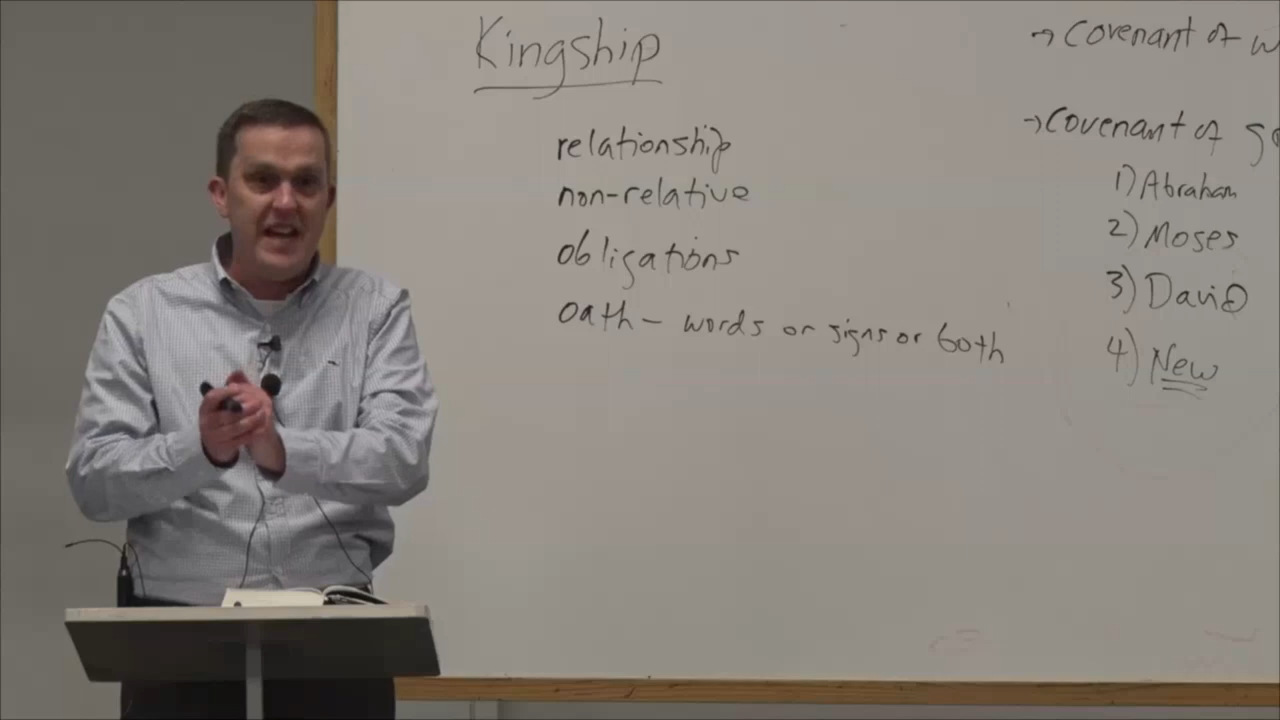 Kingship
relationship
non-relative
obligations
oath – words or signs or both
→ Covenant of
→ Covenant of
1) Abraham
2) Moses
3) David
4) New